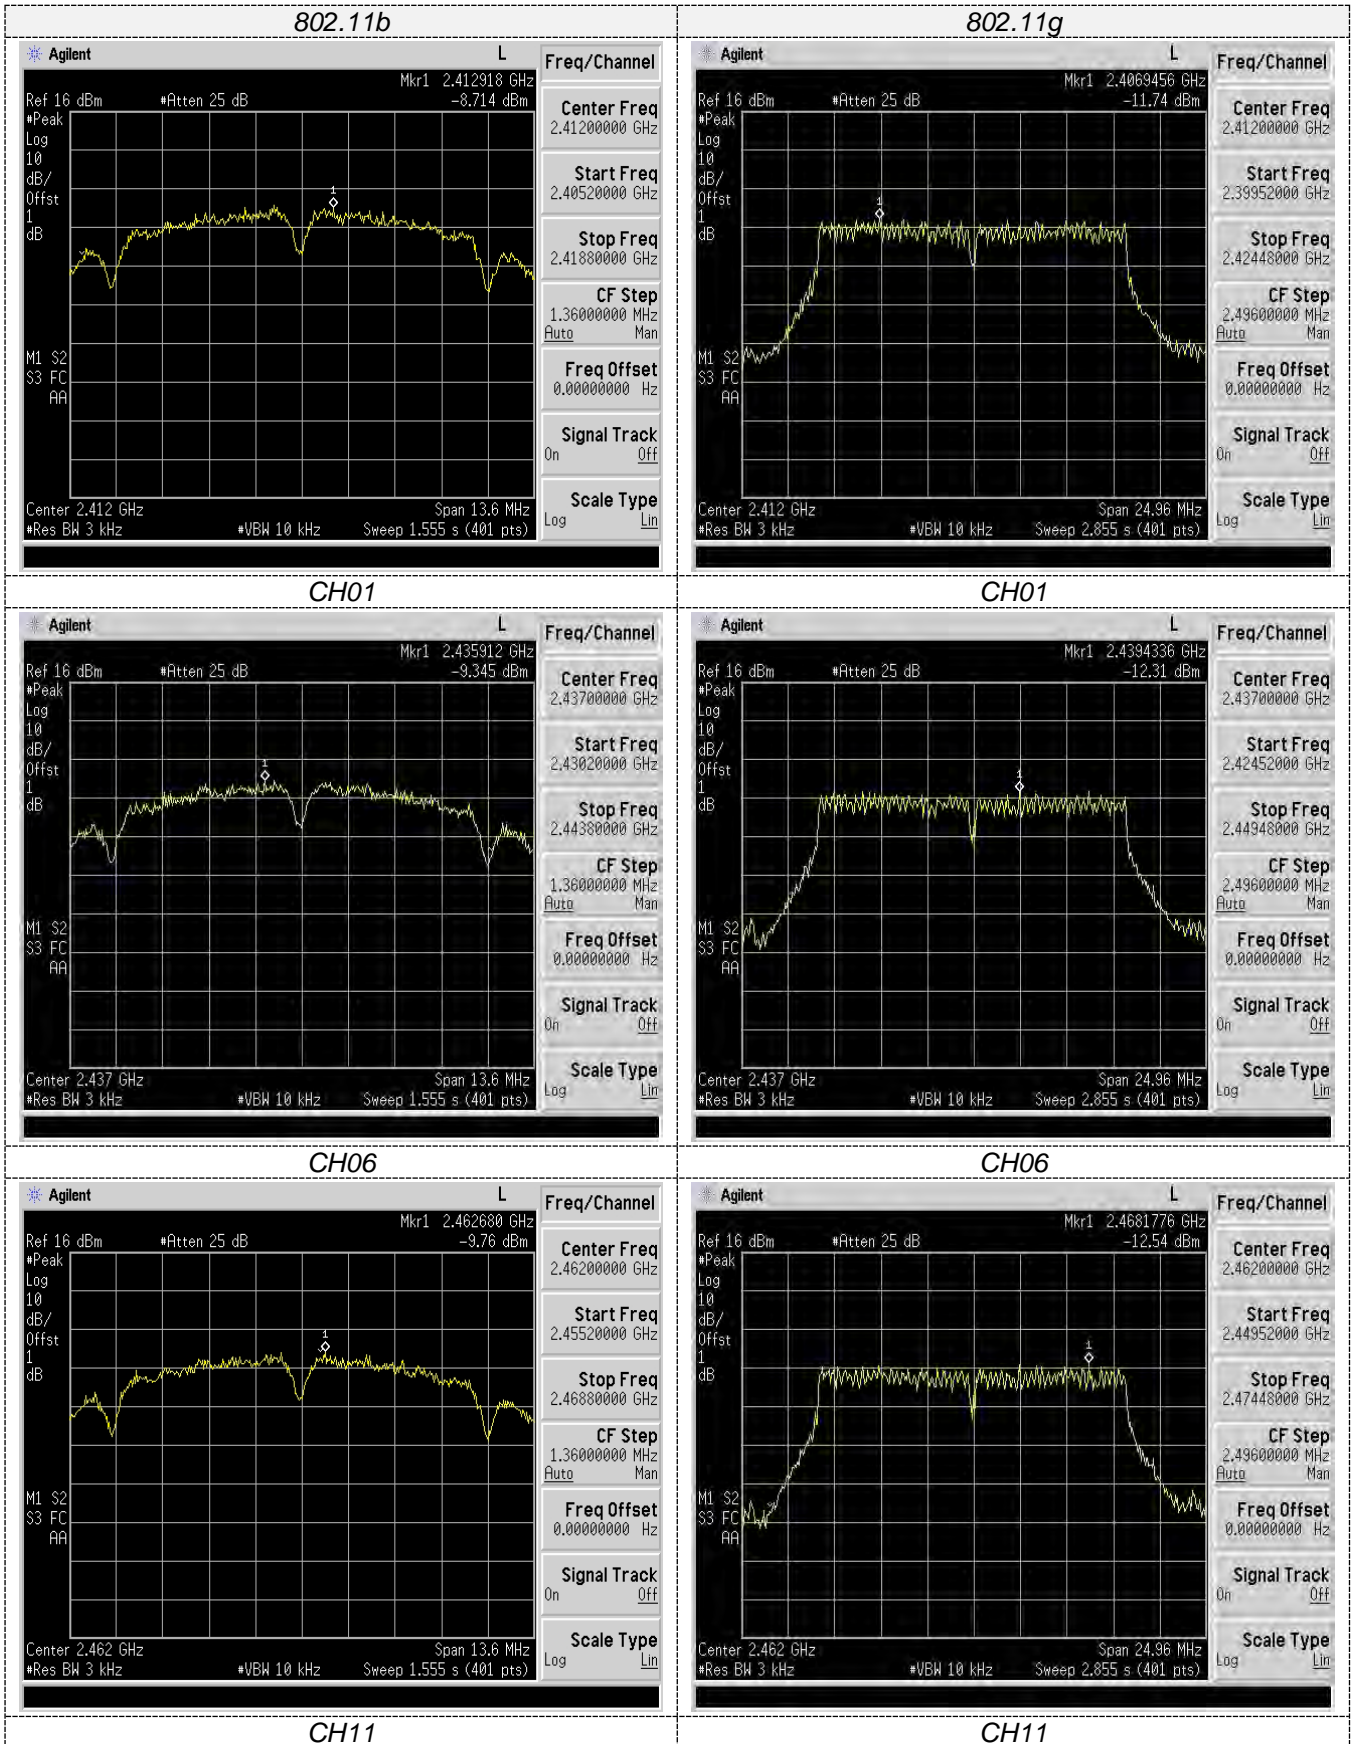 802.11b
802.11g
Agilent L
Freq/Channel
Mkr1 2.412918 GHz
Ref 16 dBm #Atten 25 dB -8.714 dBm
#Peak
Log
10
dB/
Offst
1
dB
1
M1 S2
S3 FC
AA
Center 2.412 GHz Span 13.6 MHz
#Res BW 3 kHz #VBW 10 kHz Sweep 1.555 s (401 pts)
Center Freq
2.41200000 GHz
Start Freq
2.40520000 GHz
Stop Freq
2.41880000 GHz
CF Step
1.36000000 MHz
Auto Man
Freq Offset
0.00000000 Hz
Signal Track
On Off
Scale Type
Log Lin
Agilent L
Freq/Channel
Mkr1 2.4069456 GHz
Ref 16 dBm #Atten 25 dB -11.74 dBm
#Peak
Log
10
dB/
Offst
1
dB
1
M1 S2
S3 FC
AA
Center 2.412 GHz Span 24.96 MHz
#Res BW 3 kHz #VBW 10 kHz Sweep 2.855 s (401 pts)
Center Freq
2.41200000 GHz
Start Freq
2.39952000 GHz
Stop Freq
2.42448000 GHz
CF Step
2.49600000 MHz
Auto Man
Freq Offset
0.00000000 Hz
Signal Track
On Off
Scale Type
Log Lin
CH01
CH01
Agilent L
Freq/Channel
Mkr1 2.435912 GHz
Ref 16 dBm #Atten 25 dB -9.345 dBm
#Peak
Log
10
dB/
Offst
1
dB
1
M1 S2
S3 FC
AA
Center 2.437 GHz Span 13.6 MHz
#Res BW 3 kHz #VBW 10 kHz Sweep 1.555 s (401 pts)
Center Freq
2.43700000 GHz
Start Freq
2.43020000 GHz
Stop Freq
2.44380000 GHz
CF Step
1.36000000 MHz
Auto Man
Freq Offset
0.00000000 Hz
Signal Track
On Off
Scale Type
Log Lin
Agilent L
Freq/Channel
Mkr1 2.4394336 GHz
Ref 16 dBm #Atten 25 dB -12.31 dBm
#Peak
Log
10
dB/
Offst
1
dB
1
M1 S2
S3 FC
AA
Center 2.437 GHz Span 24.96 MHz
#Res BW 3 kHz #VBW 10 kHz Sweep 2.855 s (401 pts)
Center Freq
2.43700000 GHz
Start Freq
2.42452000 GHz
Stop Freq
2.44948000 GHz
CF Step
2.49600000 MHz
Auto Man
Freq Offset
0.00000000 Hz
Signal Track
On Off
Scale Type
Log Lin
CH06
CH06
Agilent L
Freq/Channel
Mkr1 2.462680 GHz
Ref 16 dBm #Atten 25 dB -9.76 dBm
#Peak
Log
10
dB/
Offst
1
dB
1
M1 S2
S3 FC
AA
Center 2.462 GHz Span 13.6 MHz
#Res BW 3 kHz #VBW 10 kHz Sweep 1.555 s (401 pts)
Center Freq
2.46200000 GHz
Start Freq
2.45520000 GHz
Stop Freq
2.46880000 GHz
CF Step
1.36000000 MHz
Auto Man
Freq Offset
0.00000000 Hz
Signal Track
On Off
Scale Type
Log Lin
Agilent L
Freq/Channel
Mkr1 2.4681776 GHz
Ref 16 dBm #Atten 25 dB -12.54 dBm
#Peak
Log
10
dB/
Offst
1
dB
1
M1 S2
S3 FC
AA
Center 2.462 GHz Span 24.96 MHz
#Res BW 3 kHz #VBW 10 kHz Sweep 2.855 s (401 pts)
Center Freq
2.46200000 GHz
Start Freq
2.44952000 GHz
Stop Freq
2.47448000 GHz
CF Step
2.49600000 MHz
Auto Man
Freq Offset
0.00000000 Hz
Signal Track
On Off
Scale Type
Log Lin
CH11
CH11